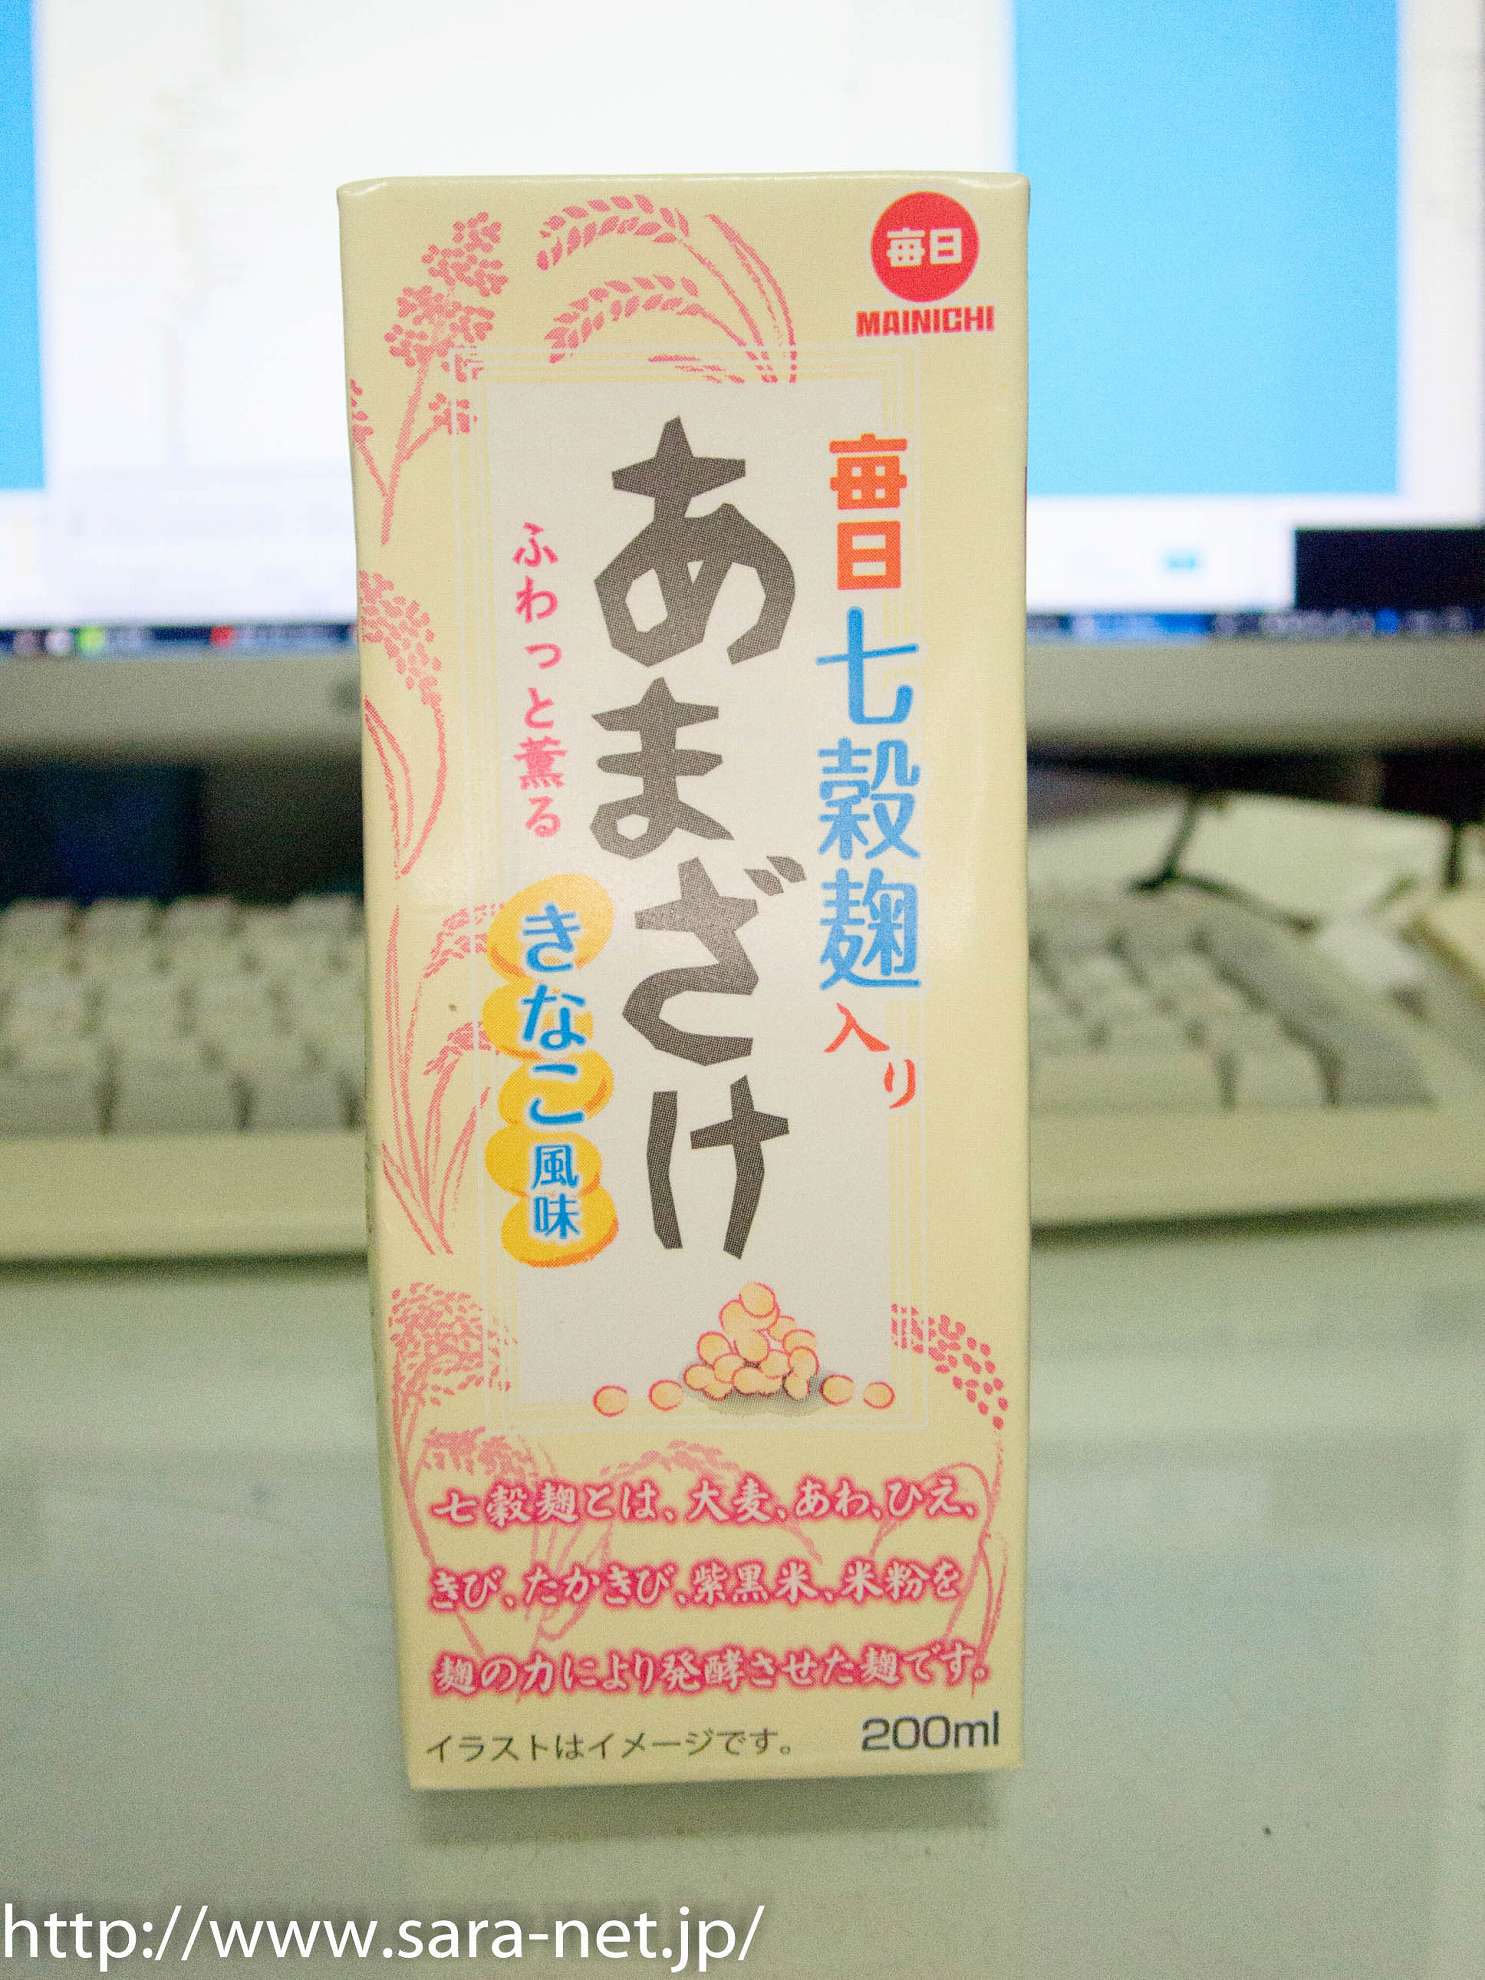 毎日
MAINICHI
毎日七穀麹入り
あまざけ
ふわっと薫る
きなこ風味
七穀麹とは、大麦、あわ、ひえ、
きび、たかきび、紫黒米、米粉を
麹の力により発酵させた麹です。
イラストはイメージです。
200ml
http://www.sara-net.jp/